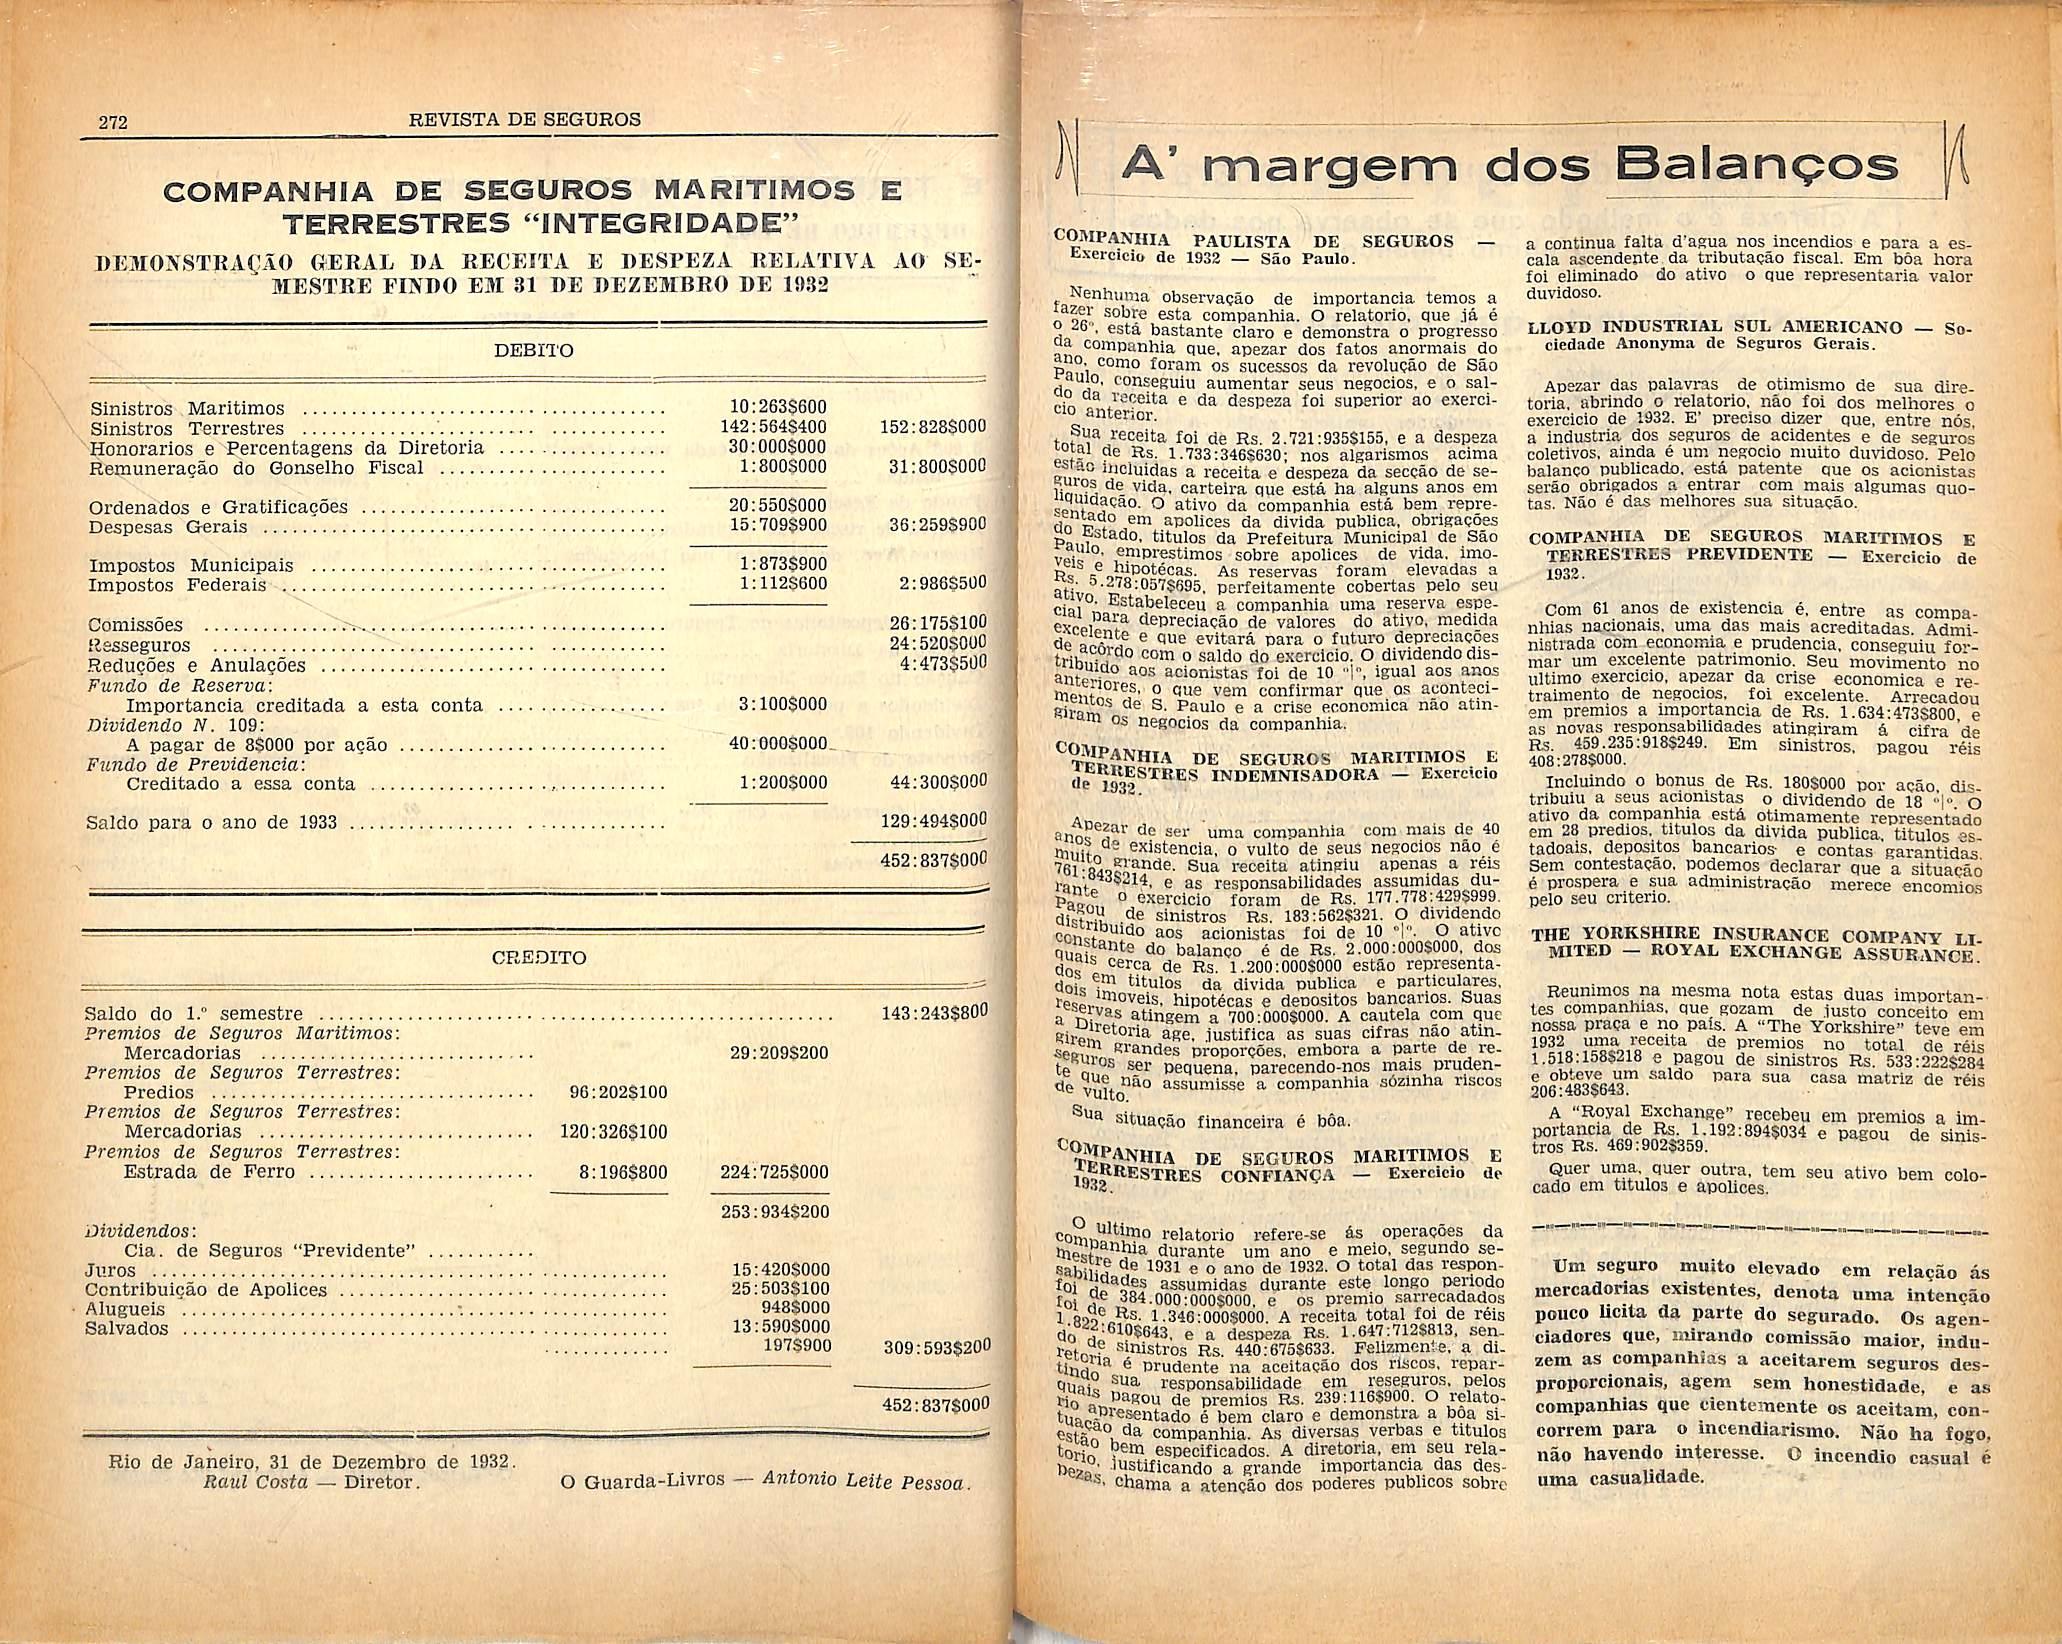 272
REVISTA DE SEGUROS
COMPANHIA DE SEGUROS MARITIMOS E
TERRESTRES “INTEGRIDADE”
DEMONSTRAÇÃO GERAL DA RECEITA E DESPEZA RELATIVA AO SE-
MESTRE FINDO EM 31 DE DEZEMBRO DE 1932
DEBITO
Sinistros Maritimos ........ 10:263$600
Sinistros Terrestres ........ 142:564$400 152:828$000
Honorarios e Percentagens da Diretoria ........ 30:000$000
Remuneração do Conselho Fiscal ........ 1:800$000 31:800$000
Ordenados e Gratificações ........ 20:550$000
Despesas Gerais ........ 15:709$900 36:259$900
Impostos Municipais ........ 1:873$900
Impostos Federais ........ 1:112$600 2:986$500
Comissões ........ 26:175$100
Resseguros ........ 24:520$000
Reduções e Anulações ........ 4:473$500
Fundo de Reserva:
Importancia creditada a esta conta ........ 3:100$000
Dividendo N. 109:
A pagar de 8$000 por ação ........ 40:000$000
Fundo de Previdencia:
Creditado a essa conta ........ 1:200$000 44:300$000
Saldo para o ano de 1933 ........ 129:494$000
452:837$000
CREDITO
Saldo do 1.º semestre ........ 143:243$800
Premios de Seguros Maritimos:
Mercadorias ........ 29:209$200
Premios de Seguros Terrestres:
Predios ........ 96:202$100
Premios de Seguros Terrestres:
Mercadorias ........ 120:326$100
Premios de Seguros Terrestres:
Estrada de Ferro ........ 8:196$800 224:725$000
253:934$200
Dividendos:
Cia. de Seguros “Previdente” ........
Juros ........ 15:420$000
Contribuição de Apolices ........ 25:503$100
Alugueis ........ 948$000
Salvados ........ 13:590$000
........ 197$900 309:593$200
452:837$000
Rio de Janeiro, 31 de Dezembro de 1932.
Raul Costa — Diretor. O Guarda-Livros — Antonio Leite Pessoa.
A' margem dos Balanços
COMPANHIA PAULISTA DE SEGUROS —
Exercicio de 1932 — São Paulo.
Nenhuma observação de importancia temos a
fazer sobre esta companhia. O relatorio, que já é
o 26º, está bastante claro e demonstra o progresso
da companhia que, apezar dos fatos anormais do
ano, como foram os sucessos da revolução de São
Paulo, conseguiu aumentar seus negocios, e o sal-
do da receita e da despeza foi superior ao exerci-
cio anterior.
Sua receita foi de Rs. 2.721:935$155, e a despeza
total de Rs. 1.733:346$630; nos algarismos acima
estão incluidas a receita e despeza da secção de se-
guros de vida, carteira que está ha alguns anos em
liquidação. O ativo da companhia está bem repre-
sentado em apolices da divida publica, obrigações
do Estado, titulos da Prefeitura Municipal de São
Paulo, emprestimos sobre apolices de vida, imo-
veis e hipotécas. As reservas foram elevadas a
Rs. 5.278:057$695, perfeitamente cobertas pelo seu
ativo. Estabeleceu a companhia uma reserva espe-
cial para depreciação de valores do ativo, medida
excelente e que evitará para o futuro depreciações
de acôrdo com o saldo do exercicio. O dividendo dis-
tribuido aos acionistas foi de 10 º|º, igual aos anos
anteriores, o que vem confirmar que os aconteci-
mentos de S. Paulo e a crise economica não atin-
giram os negocios da companhia.
COMPANHIA DE SEGUROS MARITIMOS E
TERRESTRES INDEMNISADORA — Exercicio
de 1932.
Apezar de ser uma companhia com mais de 40
anos de existencia, o vulto de seus negocios não é
muito grande. Sua receita atingiu apenas a réis
761:843$214, e as responsabilidades assumidas du-
rante o exercicio foram de Rs. 177.778:429$999.
Pagou de sinistros Rs. 183:562$321. O dividendo
distribuido aos acionistas foi de 10 º|º. O ativo
constante do balanço é de Rs. 2.000:000$000, dos
quais cerca de Rs. 1.200:000$000 estão representa-
dos em titulos da divida publica e particulares,
dois imoveis, hipotécas e depositos bancarios. Suas
reservas atingem a 700:000$000. A cautela com que
a Diretoria age, justifica as suas cifras não atin-
girem grandes proporções, embora a parte de re-
seguros ser pequena, parecendo-nos mais pruden-
te que não assumisse a companhia sózinha riscos
de vulto.
Sua situação financeira é bôa.
COMPANHIA DE SEGUROS MARITIMOS E
TERRESTRES CONFIANÇA — Exercicio de
1932.
O ultimo relatorio refere-se ás operações da
companhia durante um ano e meio, segundo se-
mestre de 1931 e o ano de 1932. O total das respon-
sabilidades assumidas durante este longo periodo
foi de 384.000:000$000, e os premio sarrecadados
foi de Rs. 1.346:000$000. A receita total foi de réis
1.822:610$643, e a despeza Rs. 1.647:712$813, sen-
do de sinistros Rs. 440:675$633. Felizmente, a di-
retoria é prudente na aceitação dos riscos, repar-
tindo sua responsabilidade em reseguros, pelos
quais pagou de premios Rs. 239:116$900. O relato-
rio apresentado é bem claro e demonstra a bôa si-
tuação da companhia. As diversas verbas e titulos
estão bem especificados. A diretoria, em seu rela-
torio, justificando a grande importancia das des-
pezas, chama a atenção dos poderes publicos sobre
a continua falta d'agua nos incendios e para a es-
cala ascendente da tributação fiscal. Em bôa hora
foi eliminado do ativo o que representaria valor
duvidoso.
LLOYD INDUSTRIAL SUL AMERICANO — So-
ciedade Anonyma de Seguros Gerais.
Apezar das palavras de otimismo de sua dire-
toria, abrindo o relatorio, não foi dos melhores o
exercicio de 1932. E' preciso dizer que, entre nós,
a industria dos seguros de acidentes e de seguros
coletivos, ainda é um negocio muito duvidoso. Pelo
balanço publicado, está patente que os acionistas
serão obrigados a entrar com mais algumas quo-
tas. Não é das melhores sua situação.
COMPANHIA DE SEGUROS MARITIMOS E
TERRESTRES PREVIDENTE — Exercicio de
1932.
Com 61 anos de existencia é, entre as compa-
nhias nacionais, uma das mais acreditadas. Admi-
nistrada com economia e prudencia, conseguiu for-
mar um excelente patrimonio. Seu movimento no
ultimo exercicio, apezar da crise economica e re-
traimento de negocios, foi excelente. Arrecadou
em premios a importancia de Rs. 1.634:473$800, e
as novas responsabilidades atingiram á cifra de
Rs. 459.235:918$249. Em sinistros, pagou réis
408:278$000.
Incluindo o bonus de Rs. 180$000 por ação, dis-
tribuiu a seus acionistas o dividendo de 18 º|º. O
ativo da companhia está otimamente representado
em 28 predios, titulos da divida publica, titulos es-
tadoais, depositos bancarios e contas garantidas.
Sem contestação, podemos declarar que a situação
é prospera e sua administração merece encomios
pelo seu criterio.
THE YORKSHIRE INSURANCE COMPANY LI-
MITED — ROYAL EXCHANGE ASSURANCE.
Reunimos na mesma nota estas duas importan-
tes companhias, que gozam de justo conceito em
nossa praça e no país. A “The Yorkshire” teve em
1932 uma receita de premios no total de réis
1.518:158$218 e pagou de sinistros Rs. 533:222$284
e obteve um saldo para sua casa matriz de réis
206:483$643.
A “Royal Exchange” recebeu em premios a im-
portancia de Rs. 1.192:894$034 e pagou de sinis-
tros Rs. 469:902$359.
Quer uma, quer outra, tem seu ativo bem colo-
cado em titulos e apolices.
Um seguro muito elevado em relação ás
mercadorias existentes, denota uma intenção
pouco licita da parte do segurado. Os agen-
ciadores que, mirando comissão maior, indu-
zem as companhias a aceitarem seguros des-
proporcionais, agem sem honestidade, e as
companhias que cientemente os aceitam, con-
correm para o incendiarismo. Não ha fogo,
não havendo interesse. O incendio casual é
uma casualidade.